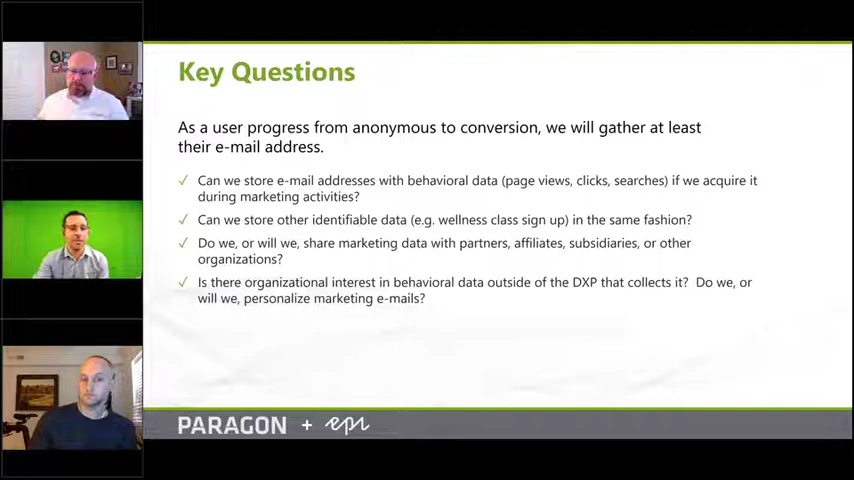 Key Questions
As a user progress from anonymous to conversion, we will gather at least
their e-mail address.
✓ Can we store e-mail addresses with behavioral data (page views, clicks, searches) if we acquire it
during marketing activities?
✓ Can we store other identifiable data (e.g. wellness class sign up) in the same fashion?
✓ Do we, or will we, share marketing data with partners, affiliates, subsidiaries, or other
organizations?
✓ Is there organizational interest in behavioral data outside of the DXP that collects it? Do we, or
will we, personalize marketing e-mails?
PARAGON + epi